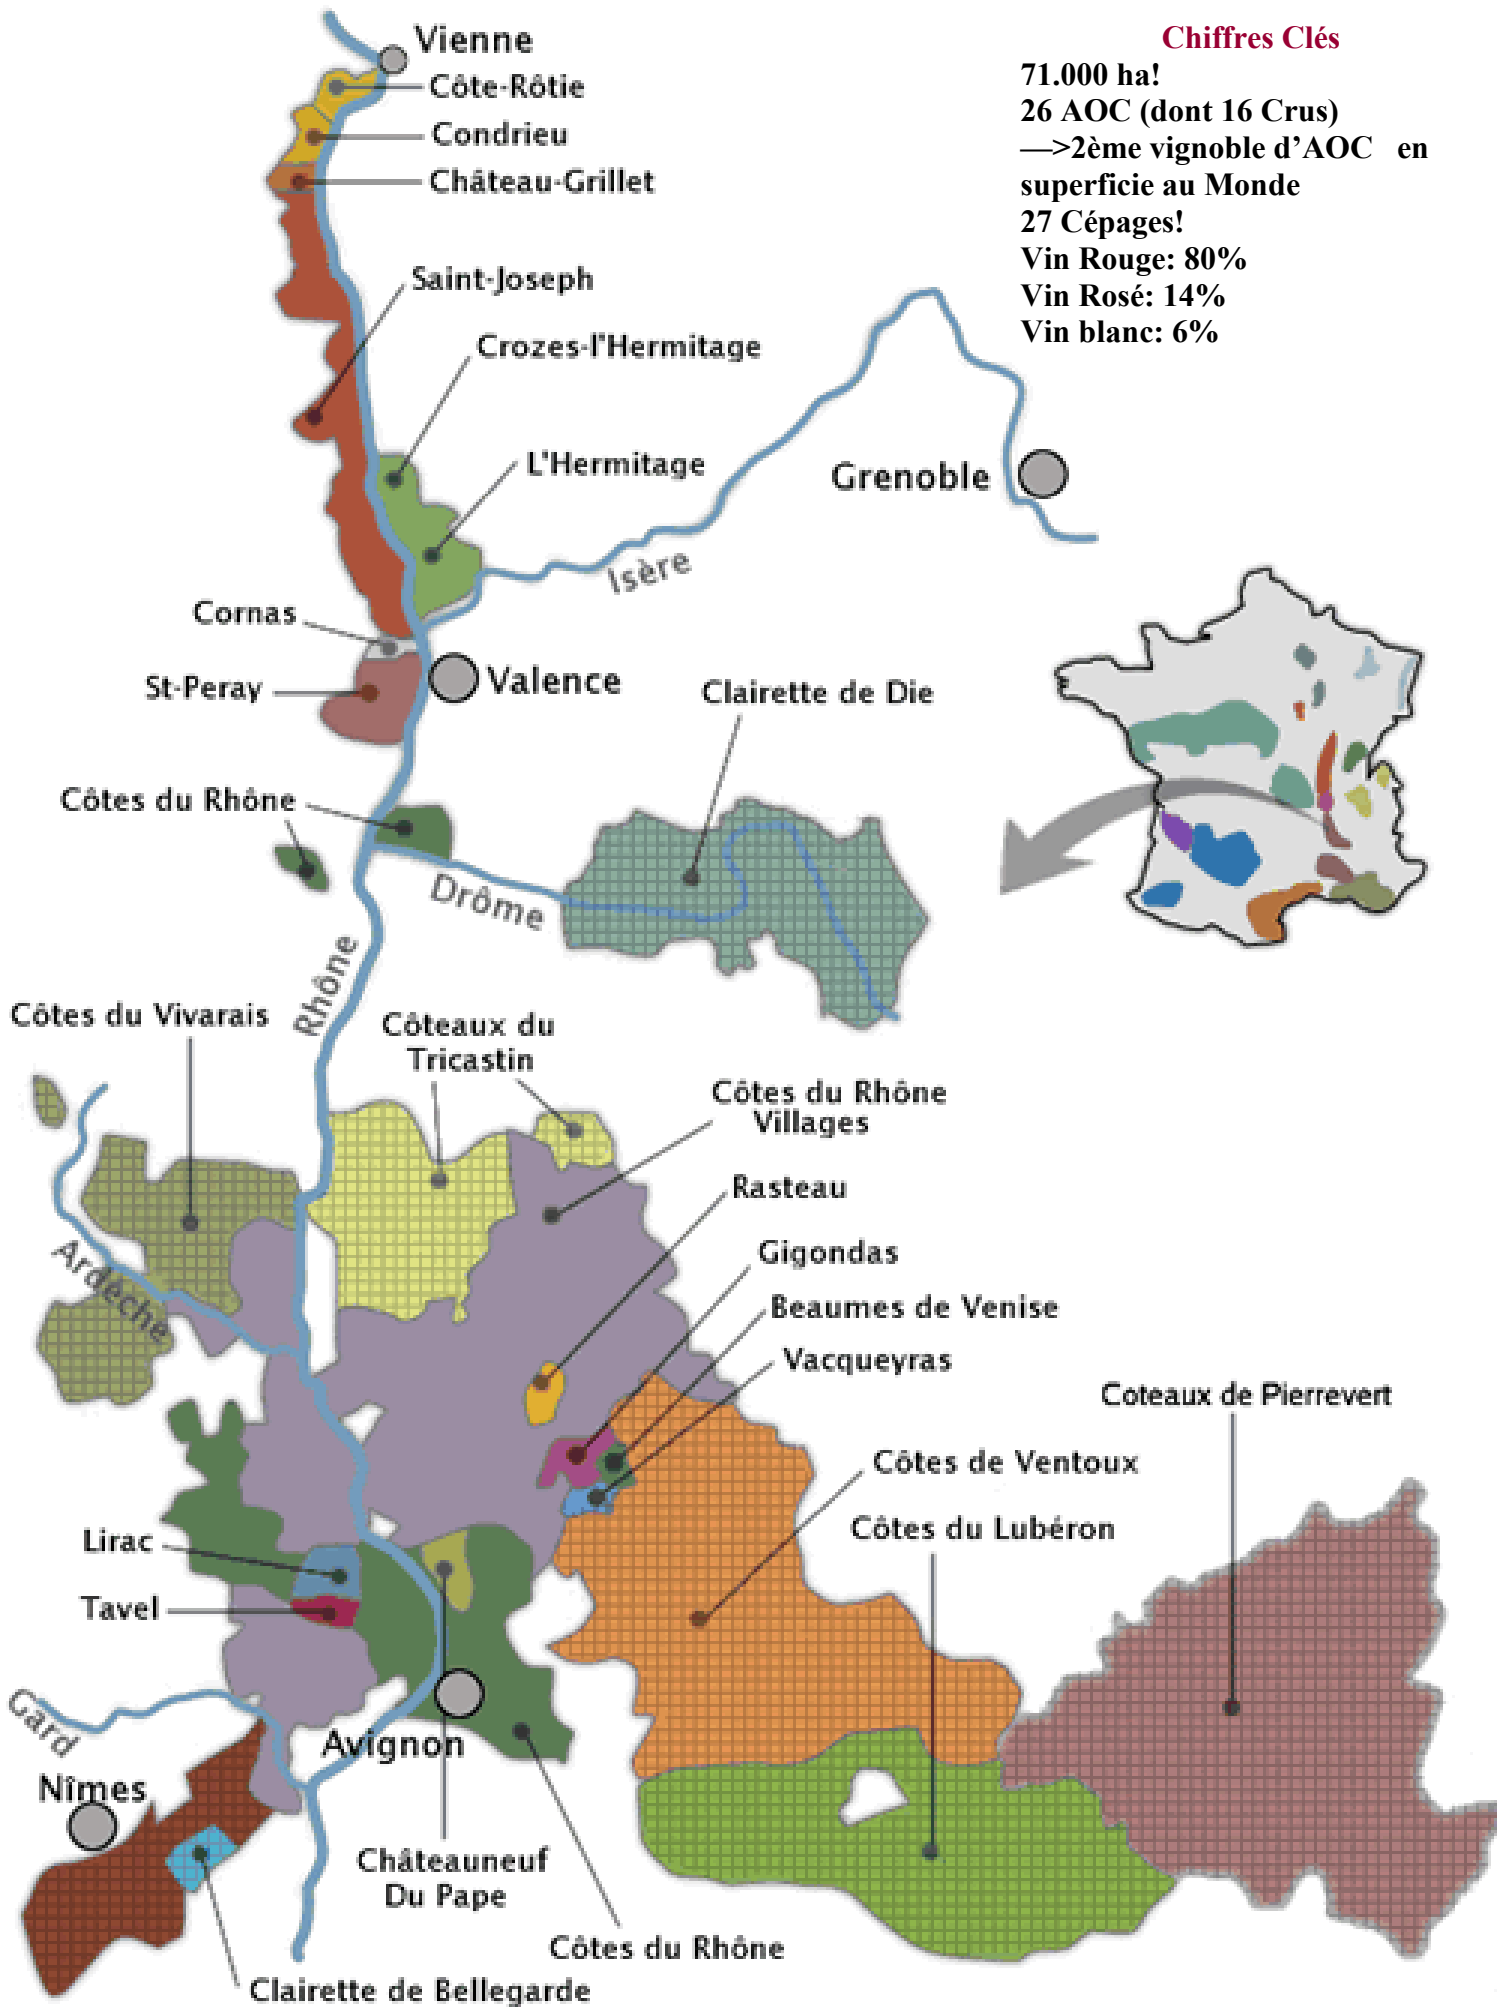 Chiffres Clés
71.000 ha!
26 AOC (dont 16 Crus)
—>2ème vignoble d’AOC en
superficie au Monde
27 Cépages!
Vin Rouge: 80%
Vin Rosé: 14%
Vin blanc: 6%
Vienne
Côte-Rôtie
Condrieu
Château-Grillet
Saint-Joseph
Crozes-l'Hermitage
L'Hermitage
Grenoble
Isère
Cornas
St-Peray
Valence
Clairette de Die
Côtes du Rhône
Drôme
Rhône
Côtes du Vivarais
Côteaux du
Tricastin
Côtes du Rhône
Villages
Rasteau
Gigondas
Ardèche
Beaumes de Venise
Vacqueyras
Coteaux de Pierrevert
Côtes de Ventoux
Côtes du Lubéron
Lirac
Tavel
Gard
Avignon
Nîmes
Châteauneuf
Du Pape
Côtes du Rhône
Clairette de Bellegarde